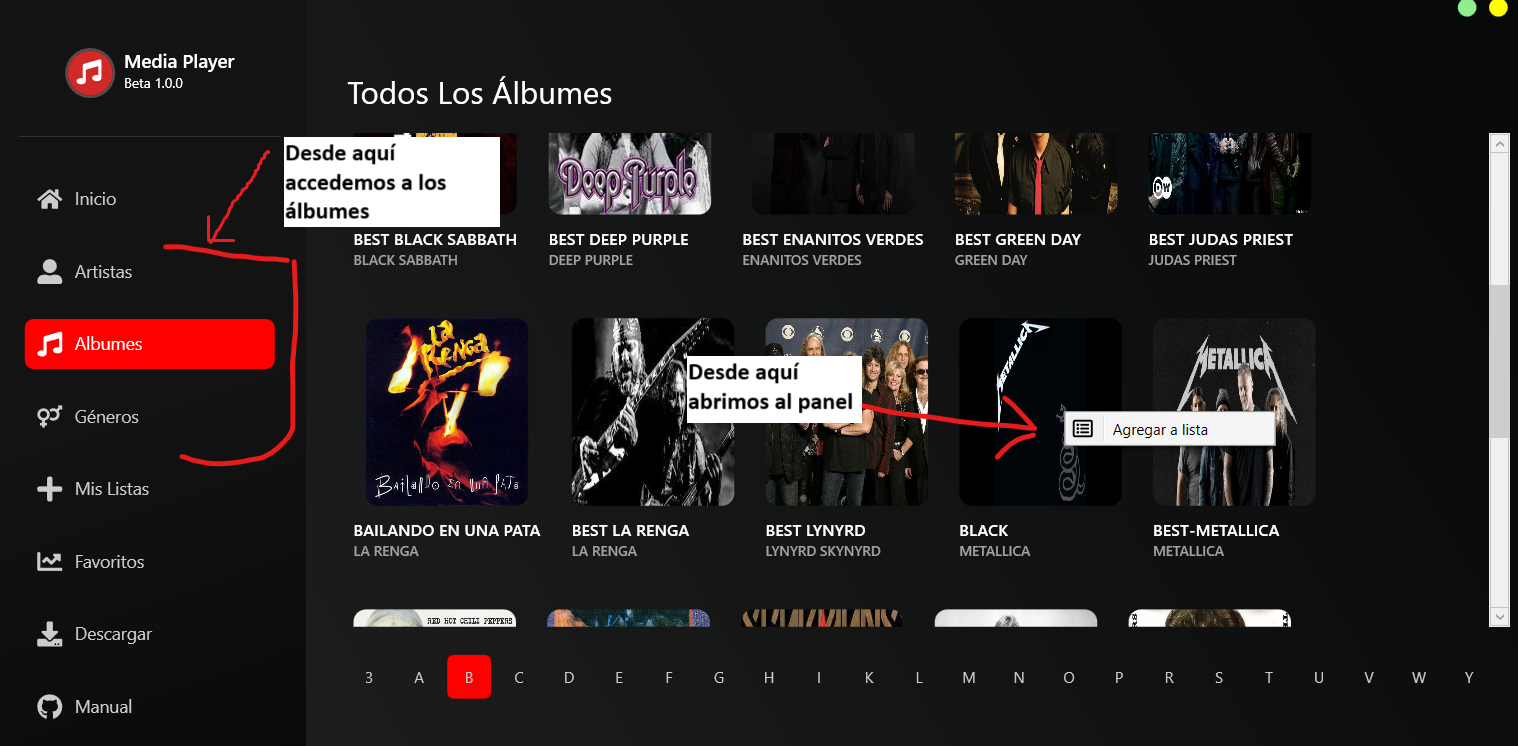 Media Player
Beta 1.0.0
Inicio
Artistas
Albumes
Géneros
Mis Listas
Favoritos
Descargar
Manual
Desde aquí
accedemos a los
álbumes
Todos Los Álbumes
Deep Purple
DW
BEST BLACK SABBATH
BLACK SABBATH
BEST DEEP PURPLE
DEEP PURPLE
BEST ENANITOS VERDES
ENANITOS VERDES
BEST GREEN DAY
GREEN DAY
BEST JUDAS PRIEST
JUDAS PRIEST
LA RENGA
BAILANDO EN UNA PATA
METALLICA
METALLICA
Desde aquí
abrimos al panel
Agregar a lista
BAILANDO EN UNA PATA
LA RENGA
BEST LA RENGA
LA RENGA
BEST LYNYRD
LYNYRD SKYNYRD
BLACK
METALLICA
BEST-METALLICA
METALLICA
RED HOT CHILI PEPPERS
3 A B C D E F G H I K L M N O P R S T U V W Y